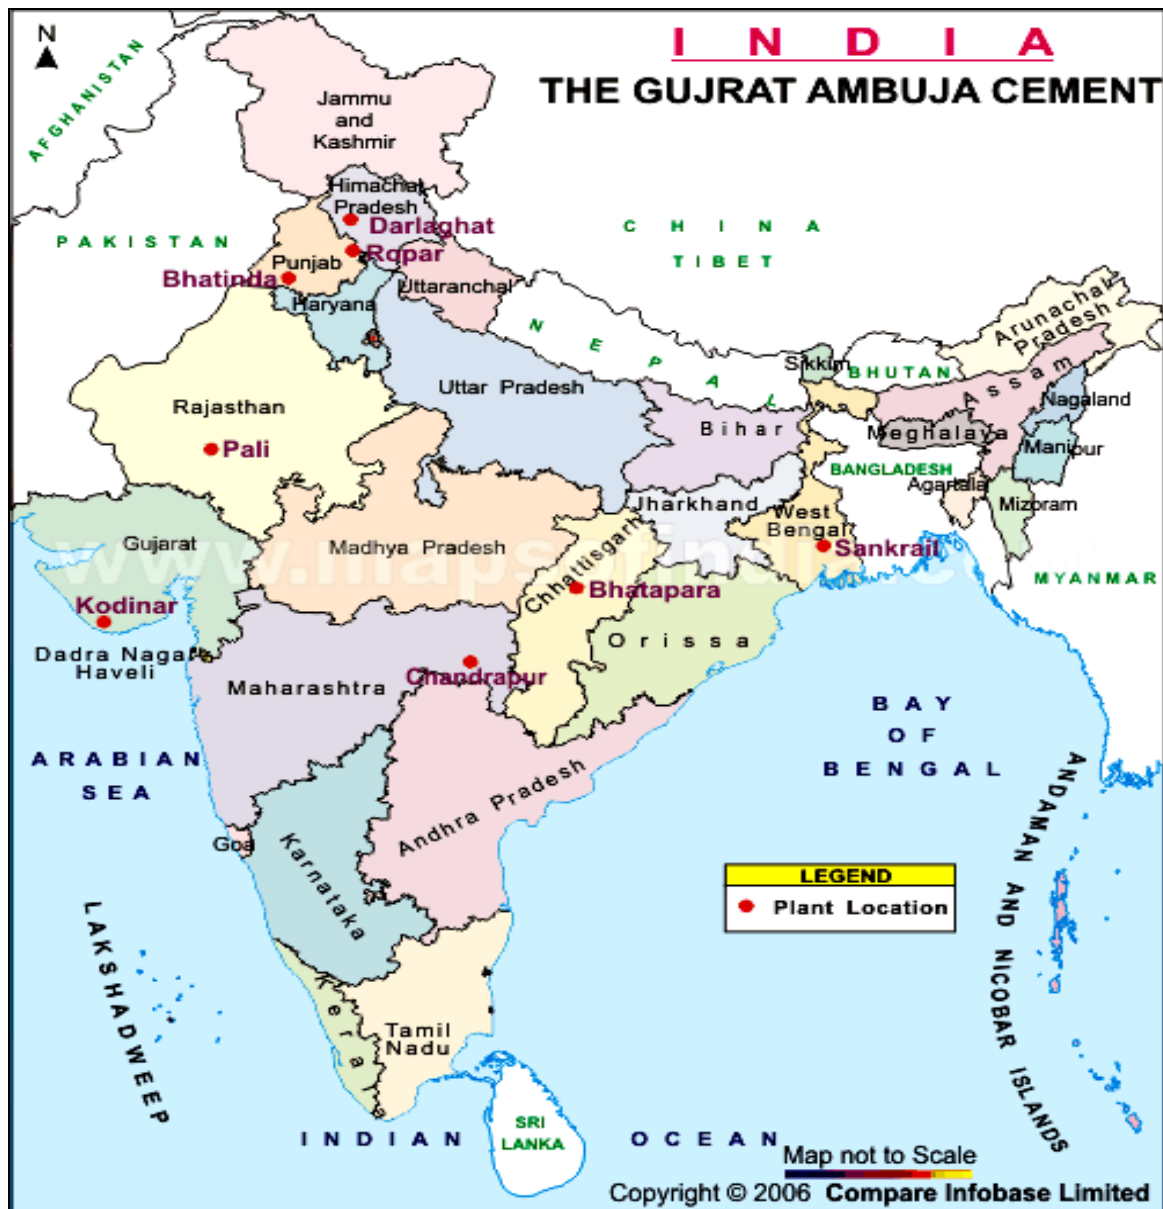 N
I N D I A
THE GUJRAT AMBUJA CEMENT
AFGHANISTAN
Jammu
and
Kashmir
Himachal
Pradesh
Darlaghat
CHINA
TIBET
PAKISTAN
Punjab
Rqpar
Bhatinda
Uttaranchal
Haryana
NEPAL
Arunachal
Pradesh
Sikkim
BHUTAN
Assam
Uttar Pradesh
Nagaland
Rajasthan
Bihar
Meghalaya
Manipur
Pali
BANGLADESH
Agartala
Jharkhand
Mizoram
West
Bengal
Gujarat
Madhya Pradesh
Chhattisgarh
Sankrail
www.mapsofindia.c
MYANMAR
Bhatapara
Kodinar
Orissa
Dadra Nagar
Haveli
Chandrapur
Maharashtra
BAY
OF
BENGAL
ARABIAN
SEA
Andhra Pradesh
ANDAMAN AND NICOBAR ISLANDS
Goa
Karnataka
LEGEND
Plant Location
LAKSHADWEEP
Kerala
Tamil
Nadu
SRI
LANKA
INDIAN OCEAN
Map not to Scale
Copyright © 2006 Compare Infobase Limited